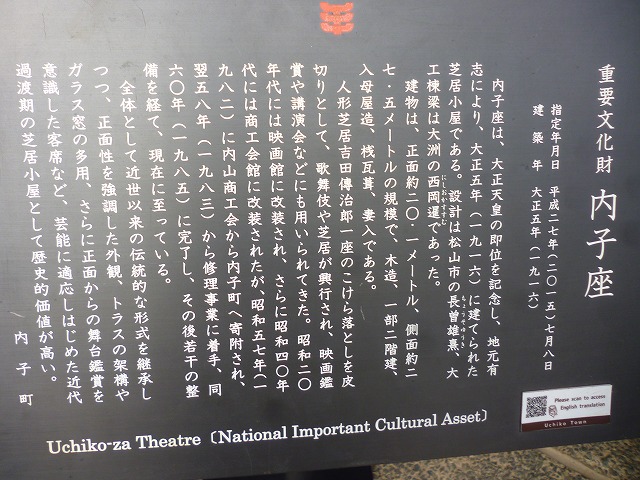 重要文化財 内子座
指定年月日 平成二七年(二〇一五)七月八日
建築年 大正五年(一九一六)
内子座は、大正天皇の即位を記念し、地元有
志により、大正五年(一九一六)に建てられた
芝居小屋である。設計は松山市の長曾雄熹、大
工棟梁は大洲の西岡運であった。
にしおかすすむ
建物は、正面約二〇・一メートル、側面約二
七・五メートルの規模で、木造、一部二階建、
入母屋造、桟瓦葺、妻入である。
人形芝居吉田傳治郎一座のこけら落としを皮
切りとして、歌舞伎や芝居が興行され、映画鑑
賞や講演会などにも用いられてきた。昭和二〇
年代には映画館に改装され、さらに昭和四〇年
代には商工会館に改装されたが、昭和五七年(一
九八二)に内山商工会から内子町へ寄附され、
翌五八年(一九八三)から修理事業に着手、同
六〇年(一九八五)に完了し、その後若干の整
備を経て、現在に至っている。
全体として近世以来の伝統的な形式を継承し
つつ、正面性を強調した外観、トラスの架構や
ガラス窓の多用、さらに正面からの舞台鑑賞を
意識した客席など、芸能に適応しはじめた近代
過渡期の芝居小屋として歴史的価値が高い。
内子町
Please scan to access
English translation
Uchiko Town
Uchiko-za Theatre〔National Important Cultural Asset〕